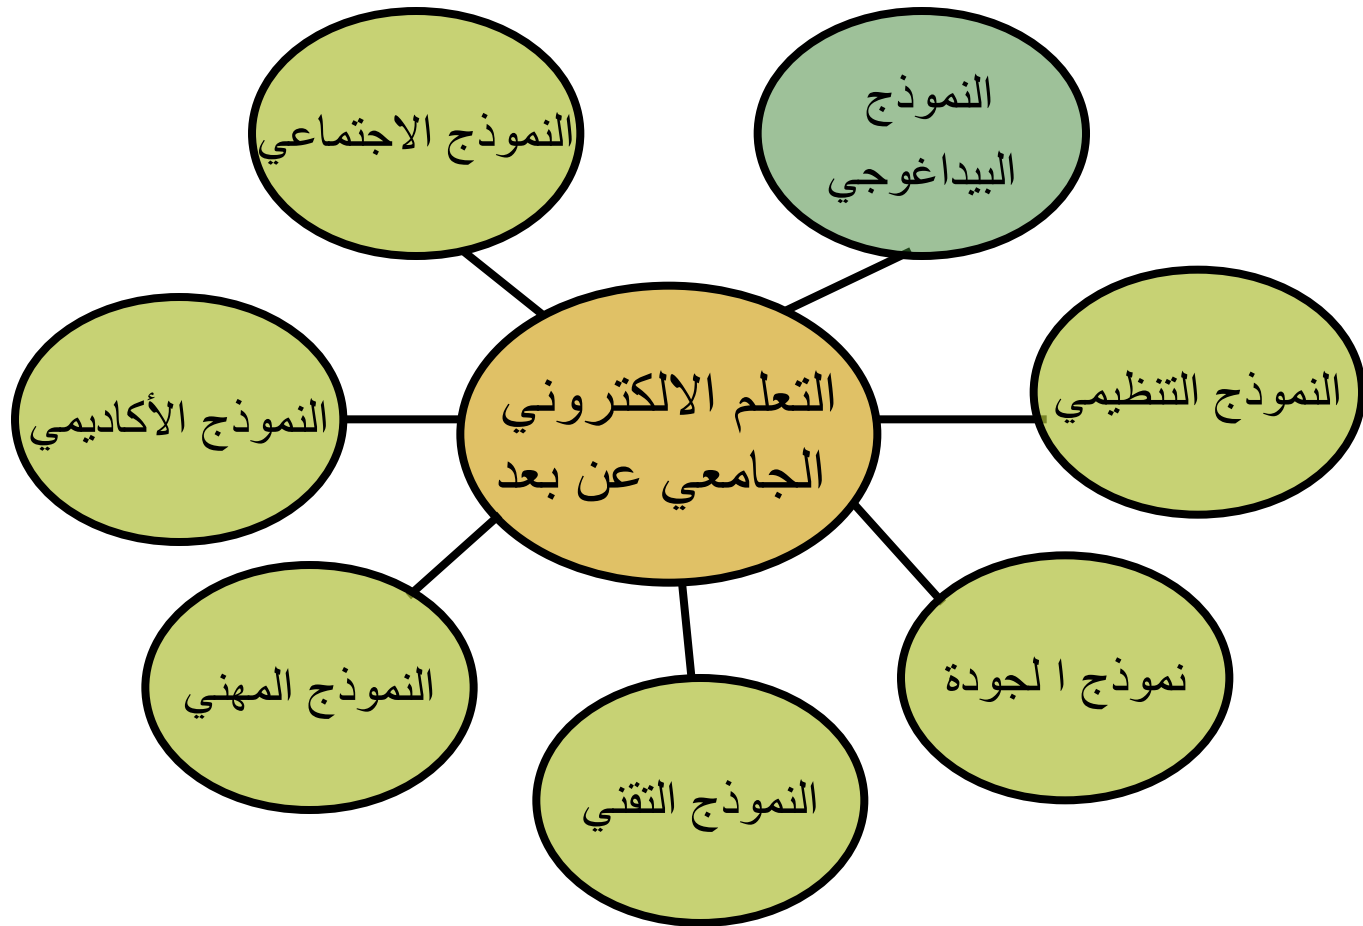 النموذج
البيداغوجي
النموذج الاجتماعي
النموذج التنظيمي
التعلم الالكتروني
الجامعي عن بعد
النموذج الأكاديمي
نموذج ا لجودة
النموذج المهني
النموذج التقني